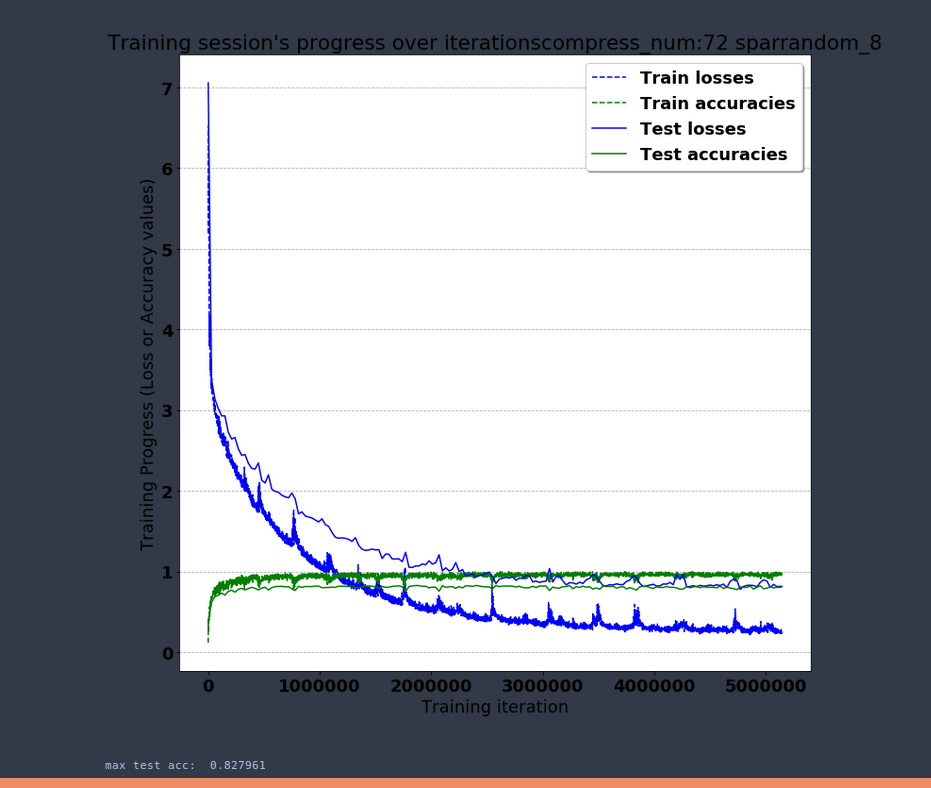 Training session's progress over iterationscompress_num:72 sparrandom_8
Train losses
Train accuracies
Test losses
Test accuracies
Training Progress (Loss or Accuracy values)
7
6
5
4
3
2
1
0
0 1000000 2000000 3000000 4000000 5000000
Training iteration
max test acc: 0.827961